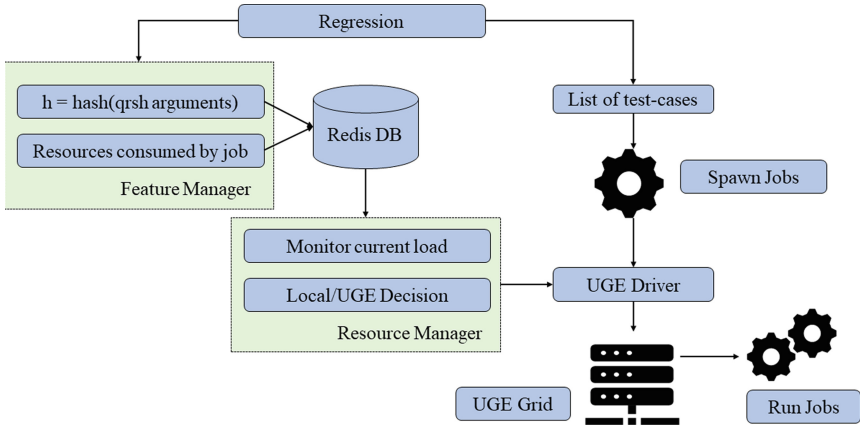 Regression
h = hash(qrsh arguments)
Resources consumed by job
Feature Manager
Redis DB
List of test-cases
Spawn Jobs
Monitor current load
Local/UGE Decision
Resource Manager
UGE Driver
UGE Grid
Run Jobs